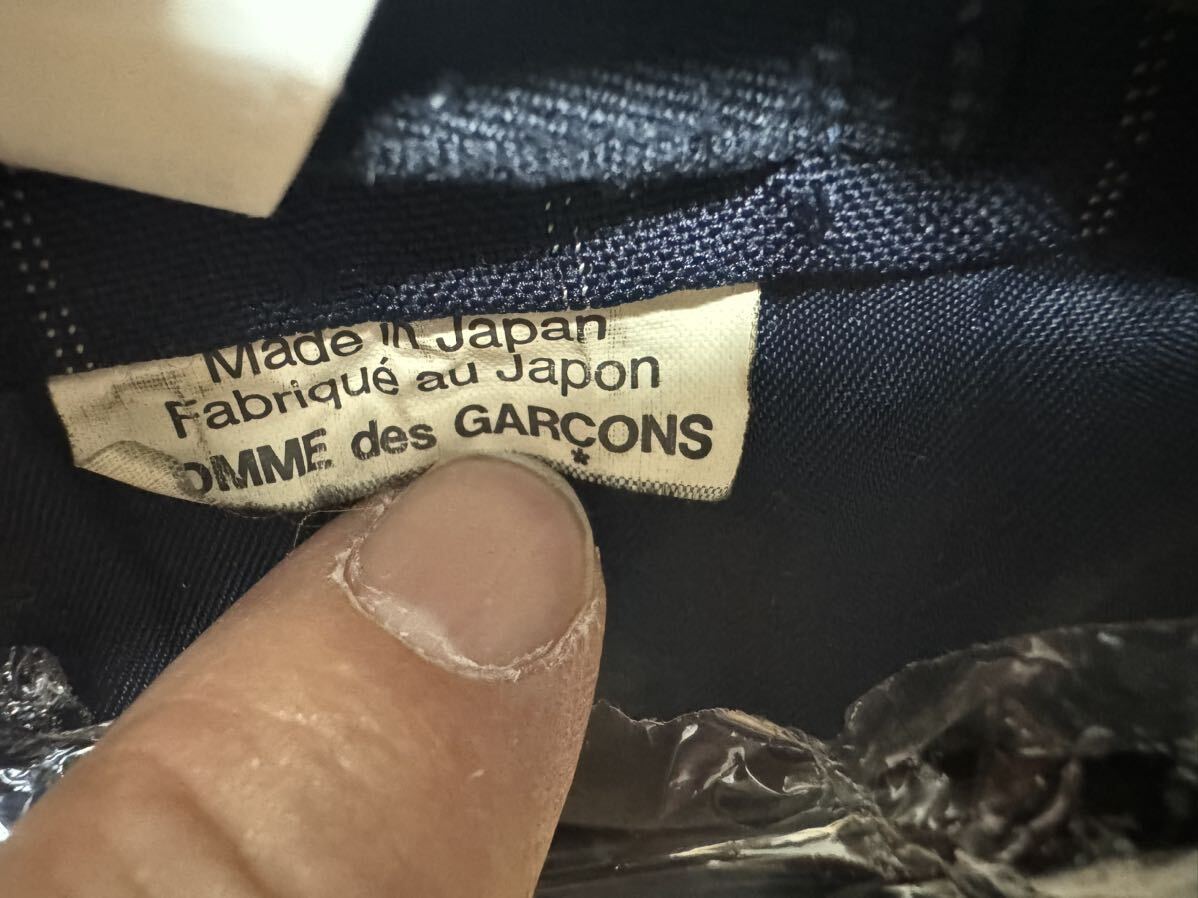 Made in Japan
Fabriqué au Japon
OMME des GARÇONS
*